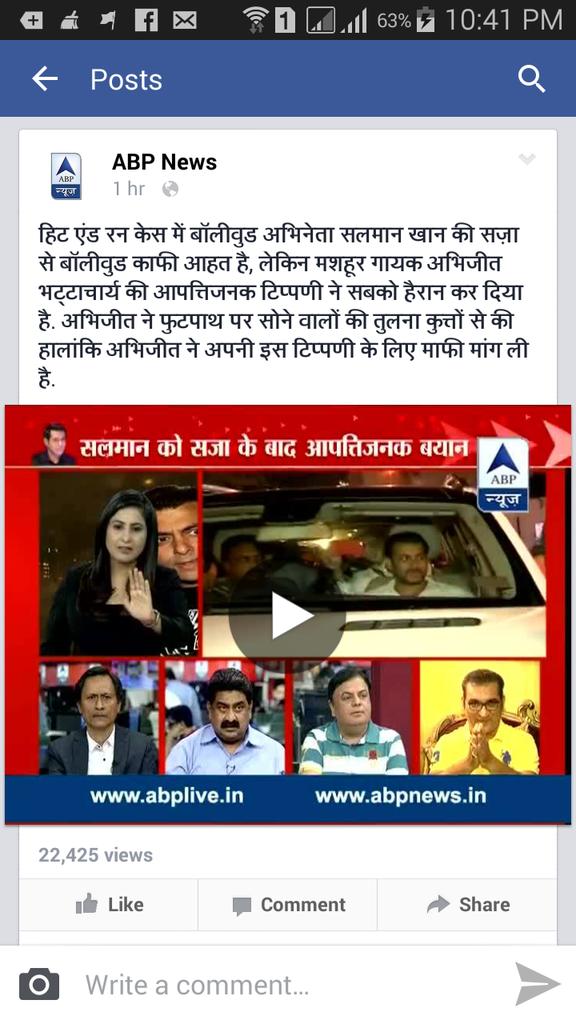 1
63%
10:41 PM
Posts
ABP News
ABP
न्यूज़
1 hr
हिट एंड रन केस में बॉलीवुड अभिनेता सलमान खान की सज़ा
से बॉलीवुड काफी आहत है, लेकिन मशहूर गायक अभिजीत
भट्टाचार्य की आपत्तिजनक टिप्पणी ने सबको हैरान कर दिया
है. अभिजीत ने फुटपाथ पर सोने वालों की तुलना कुत्तों से की
हालांकि अभिजीत ने अपनी इस टिप्पणी के लिए माफी मांग ली
है.
सलमान को सजा के बाद आपत्तिजनक बयान
ABP
न्यूज़
www.abplive.in www.abpnews.in
22,425 views
Like Comment Share
Write a comment...